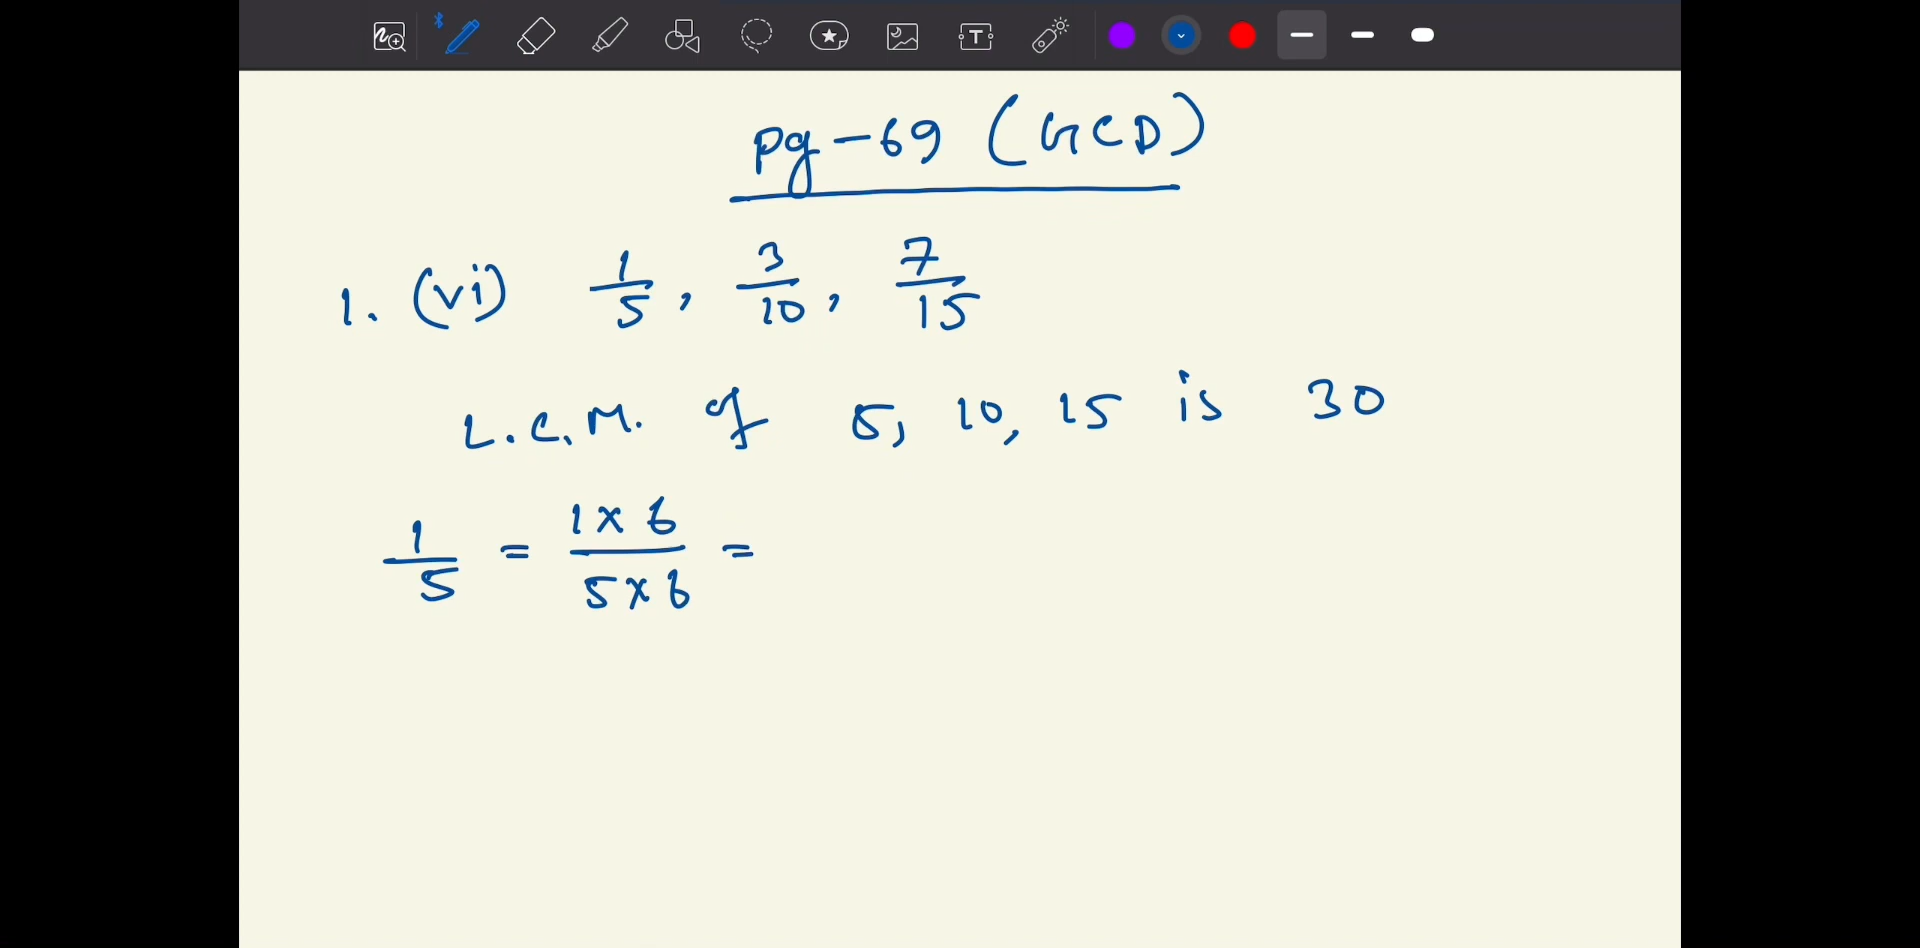 pg-69 (GCD)
1. (vi) 1/5, 3/10, 7/15
L.C.M. of 5, 10, 15 is 30
1/5 = 1x6/5x6 =